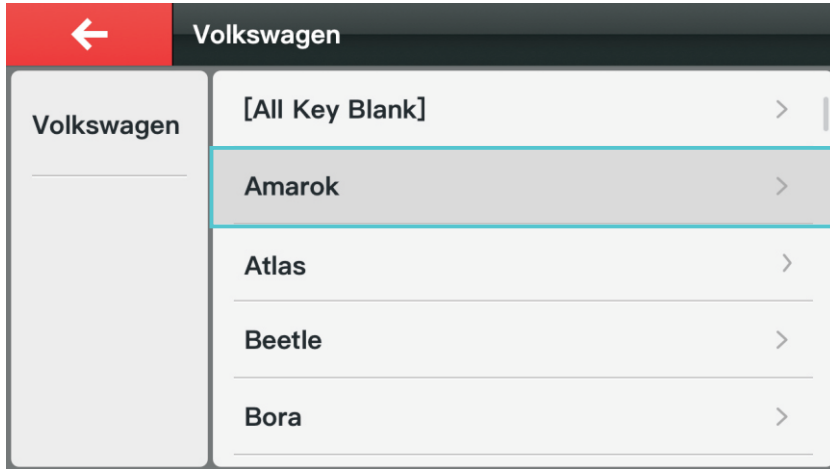 Volkswagen
Volkswagen
[All Key Blank]
Amarok
Atlas
Beetle
Bora